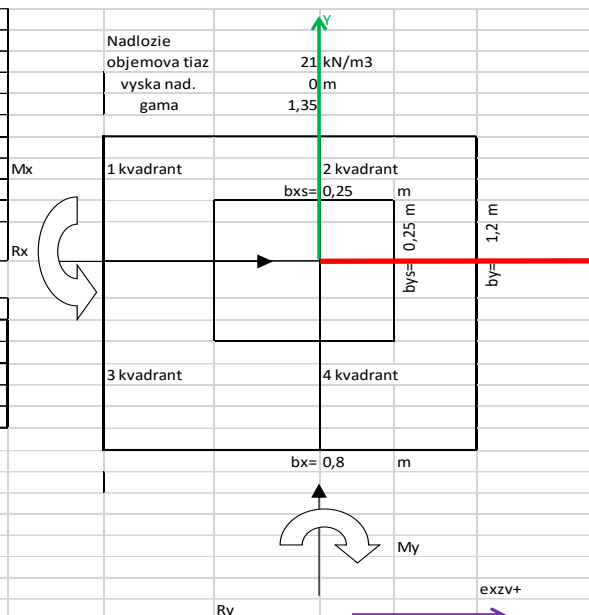 Y
Nadlozie
objemova tiaz 21 kN/m3
vyska nad. 0 m
gama 1,35
Mx 1 kvadrant 2 kvadrant
bxs= 0,25 m
bys= 0,25 m
by= 1,2 m
Rx
3 kvadrant 4 kvadrant
bx= 0,8 m
My
exzv+
Rv